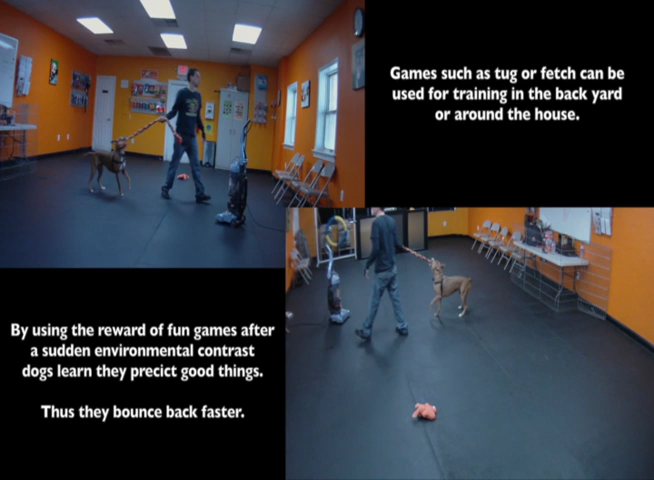 Games such as tug or fetch can be
used for training in the back yard
or around the house.
By using the reward of fun games after
a sudden environmental contrast
dogs learn they precict good things.
Thus they bounce back faster.